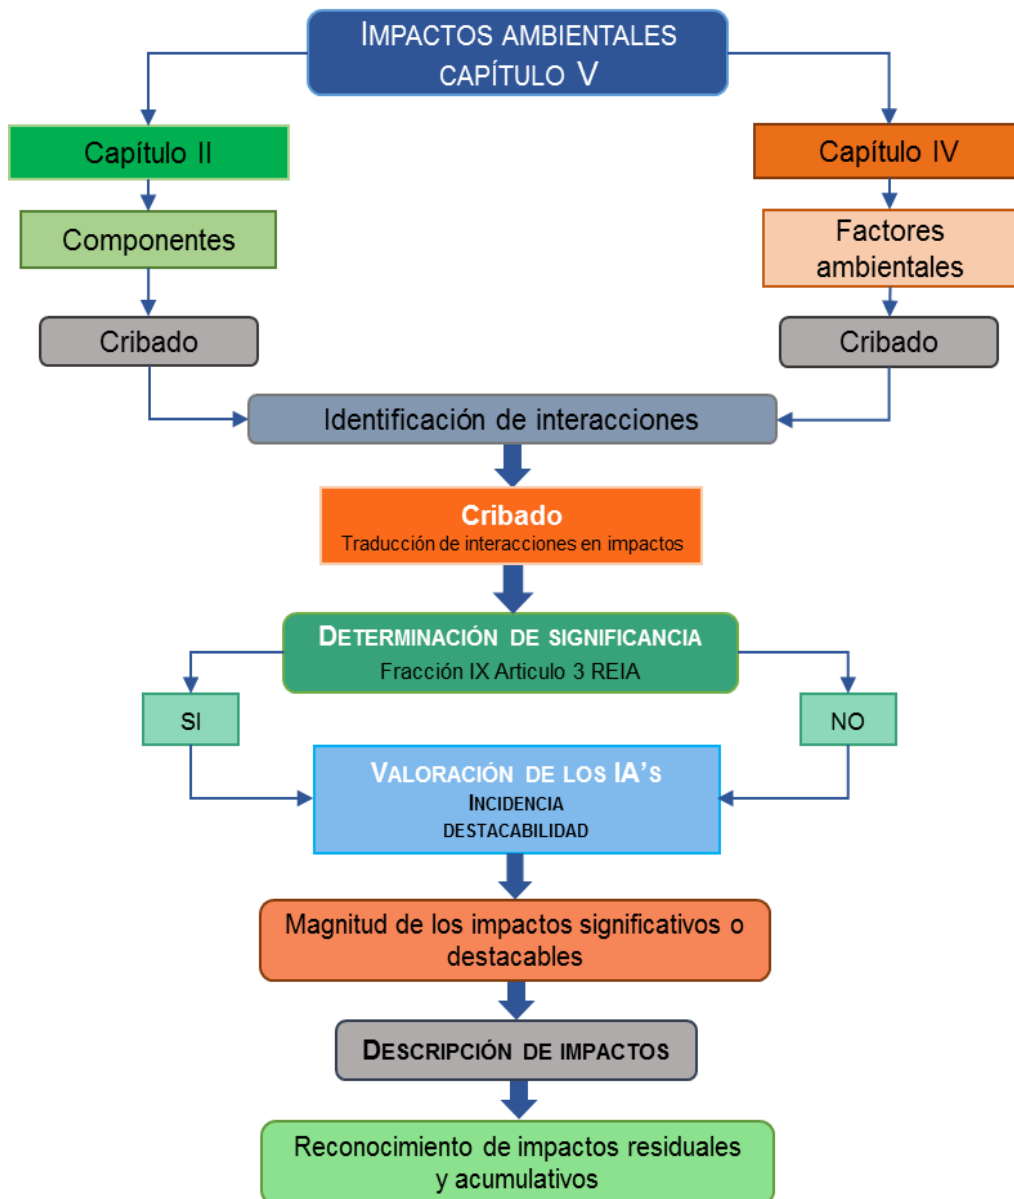 IMPACTOS AMBIENTALES
CAPÍTULO V
Capítulo II
Capítulo IV
Componentes
Factores
ambientales
Cribado
Cribado
Identificación de interacciones
Cribado
Traducción de interacciones en impactos
DETERMINACIÓN DE SIGNIFICANCIA
Fracción IX Articulo 3 REIA
SI
NO
VALORACIÓN DE LOS IA'S
INCIDENCIA
DESTACABILIDAD
Magnitud de los impactos significativos o
destacables
DESCRIPCIÓN DE IMPACTOS
Reconocimiento de impactos residuales
y acumulativos